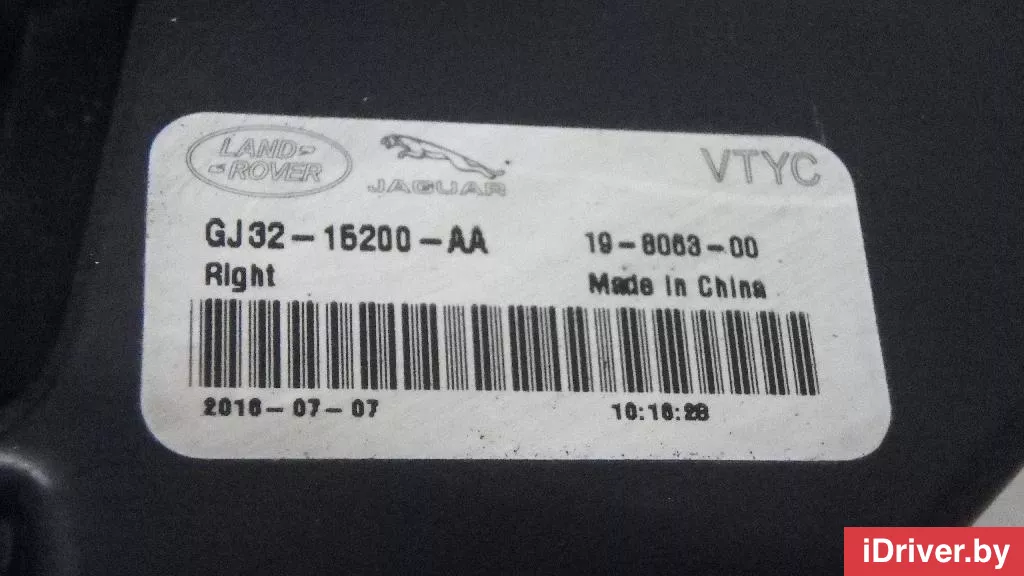 LAND-
-ROVER
JAGUAR
VTYC
GJ32-15200-AA
19-8063-00
Right
Made in China
2016-07-07
10:16:28
iDriver.by